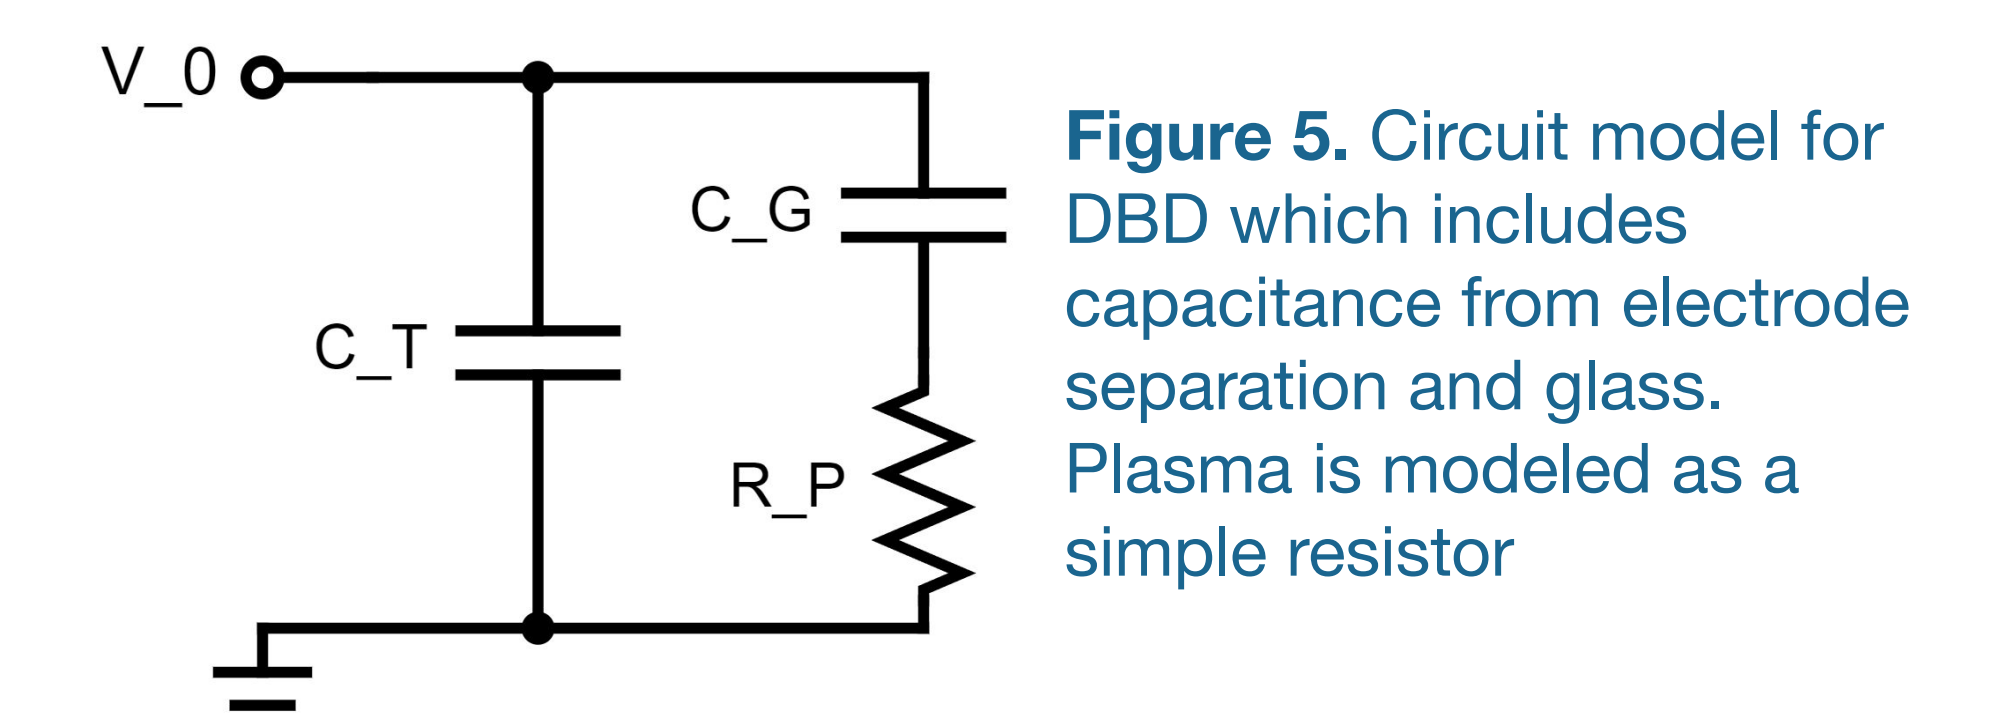 V_0
C_G
C_T
R_P
Figure 5. Circuit model for
DBD which includes
capacitance from electrode
separation and glass.
Plasma is modeled as a
simple resistor